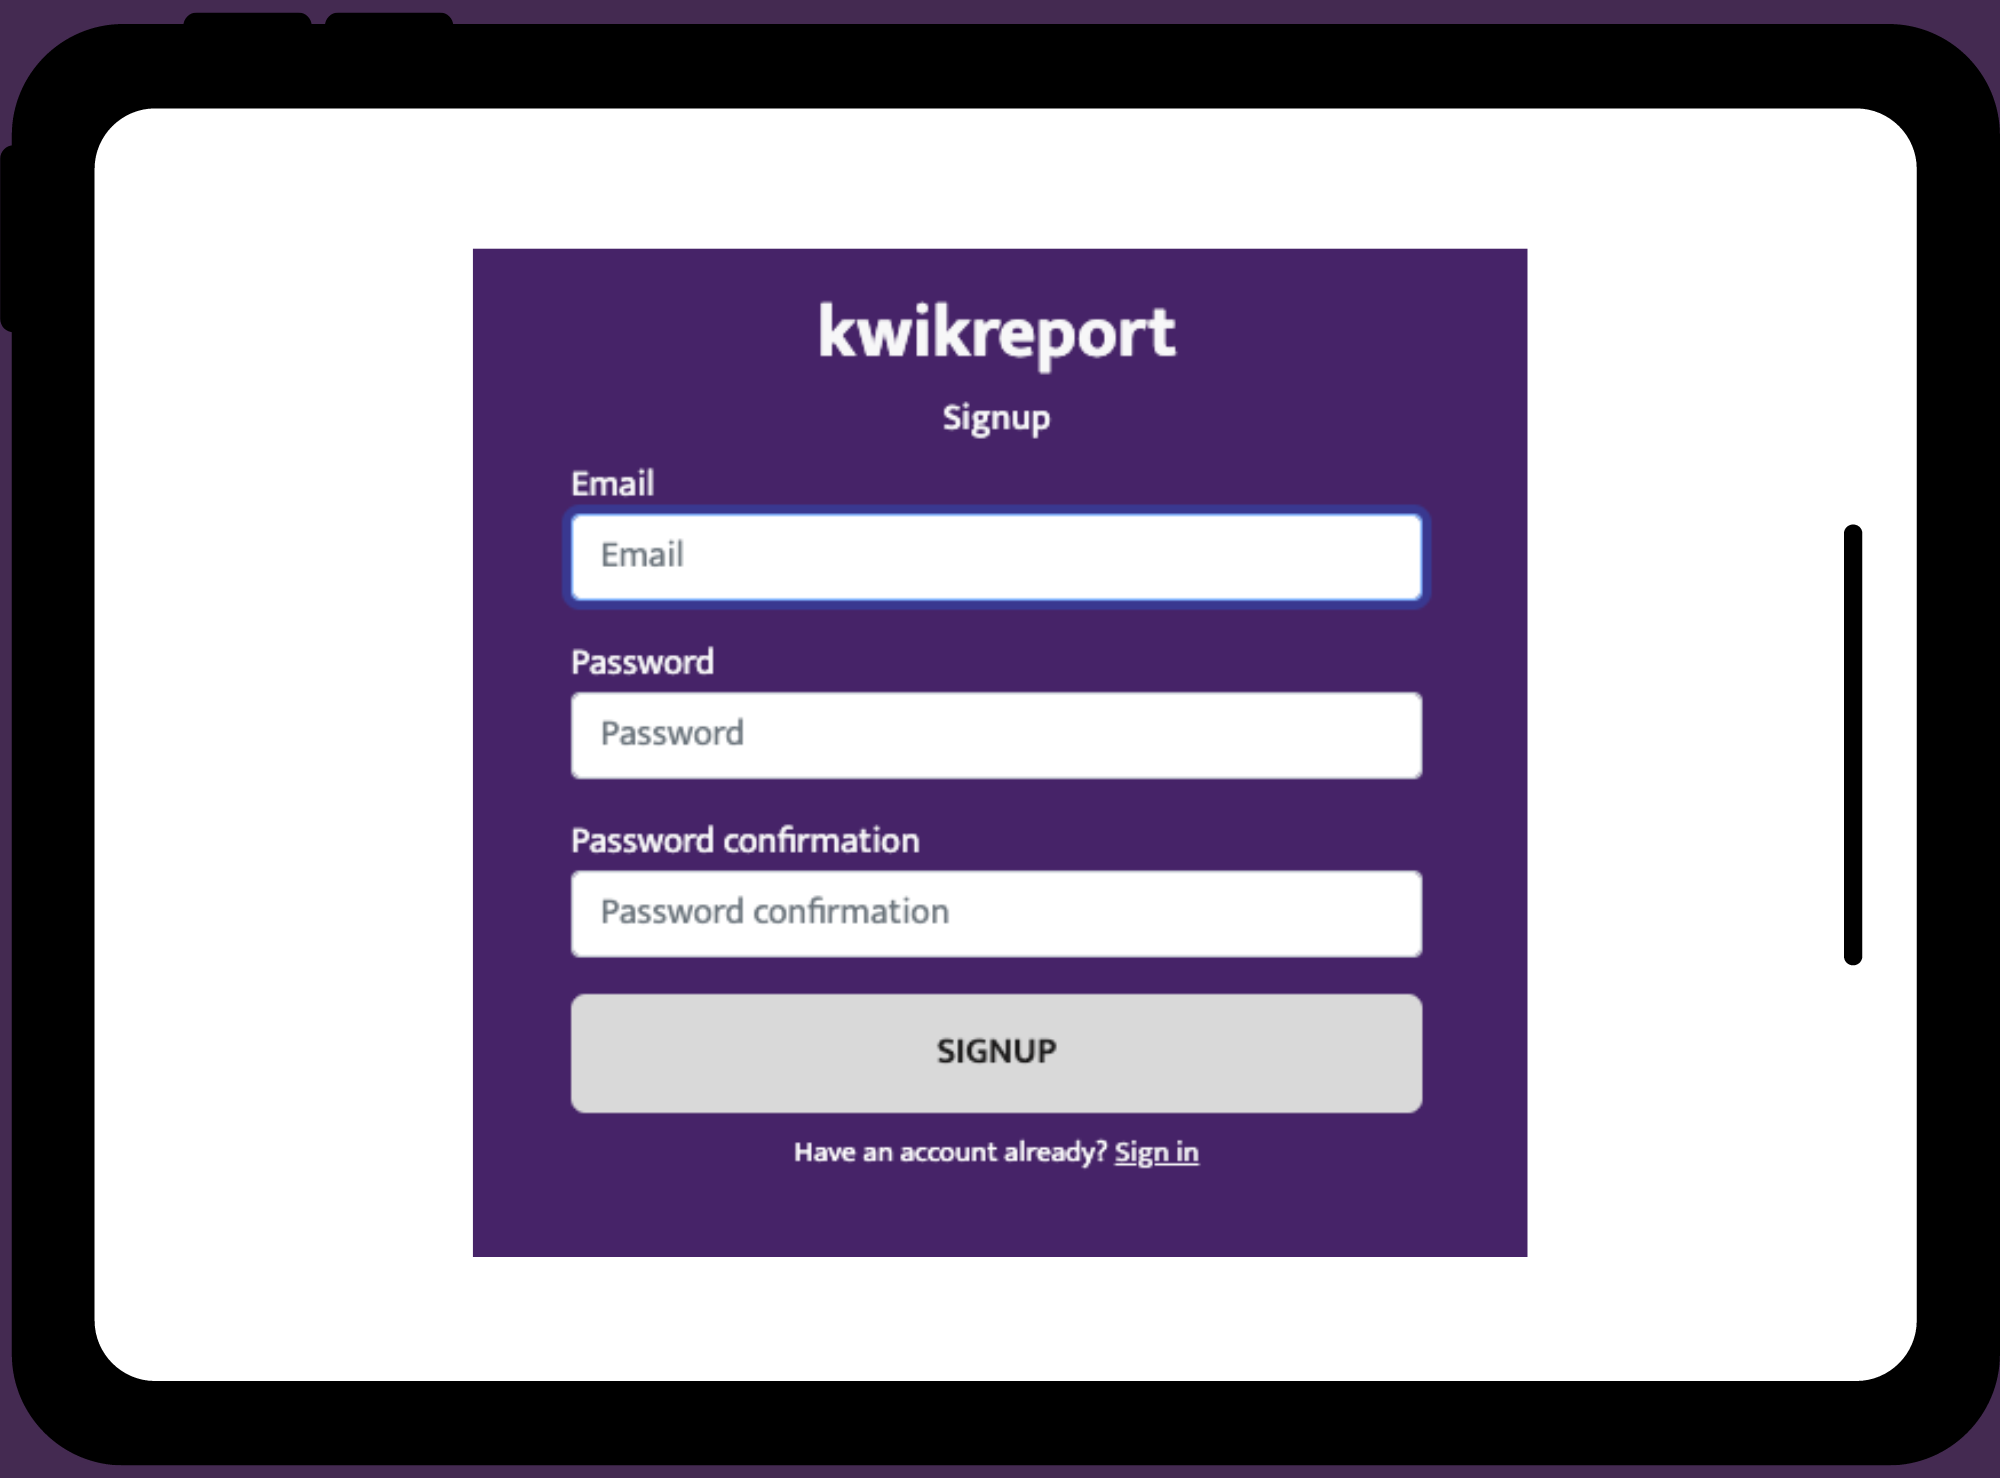 kwikreport
Signup
Email
Email
Password
Password
Password confirmation
Password confirmation
SIGNUP
Have an account already? Sign in